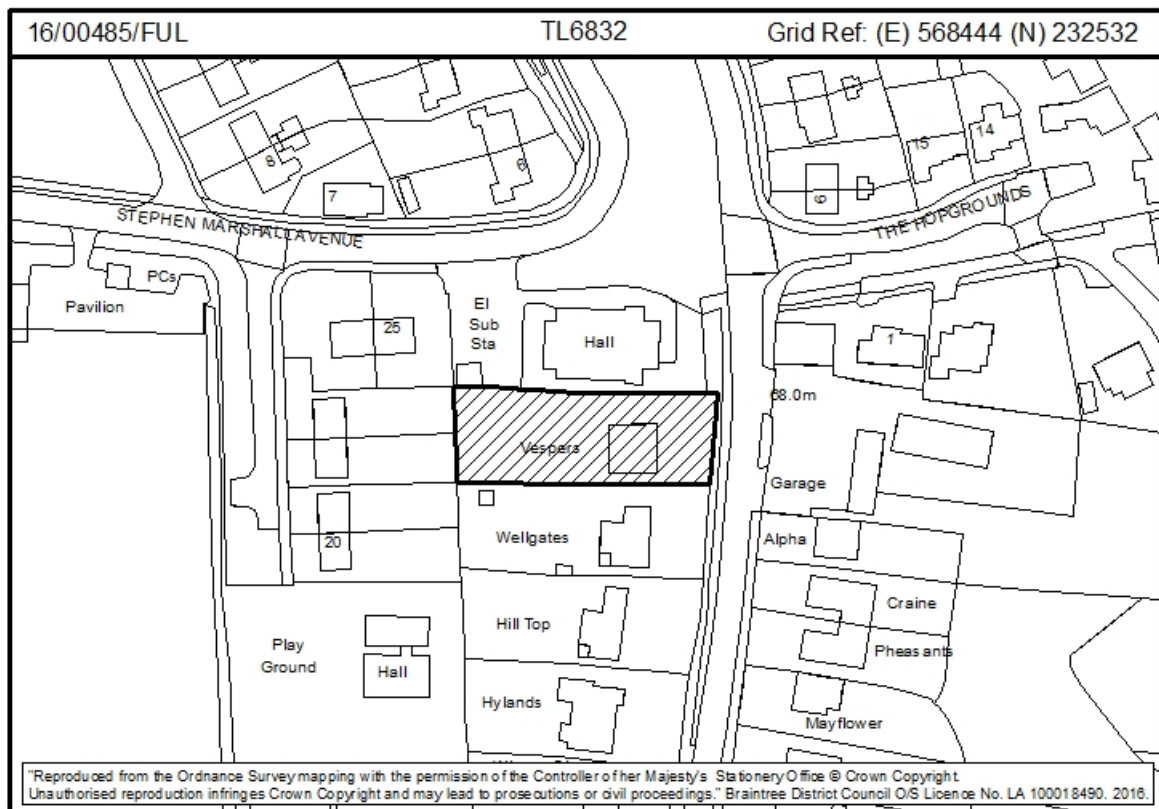 16/00485/FUL TL6832 Grid Ref: (E) 568444 (N) 232532
8
7
6
15
14
9
STEPHEN MARSHALL AVENUE
THE HOPGROUNDS
PCs
Pavilion
25
El
Sub
Sta
Hall
1
68.0m
Vespers
Garage
20
Wellgates
Alpha
Craine
Hill Top
Play
Ground
Pheasants
Hall
Hylands
Mayflower
"Reproduced from the Ordnance Survey mapping with the permission of the Controller of her Majesty's Stationery Office © Crown Copyright.
Unauthorised reproduction infringes Crown Copyright and may lead to prosecutions or civil proceedings." Braintree District Council O/S Licence No. LA 100018490. 2016.